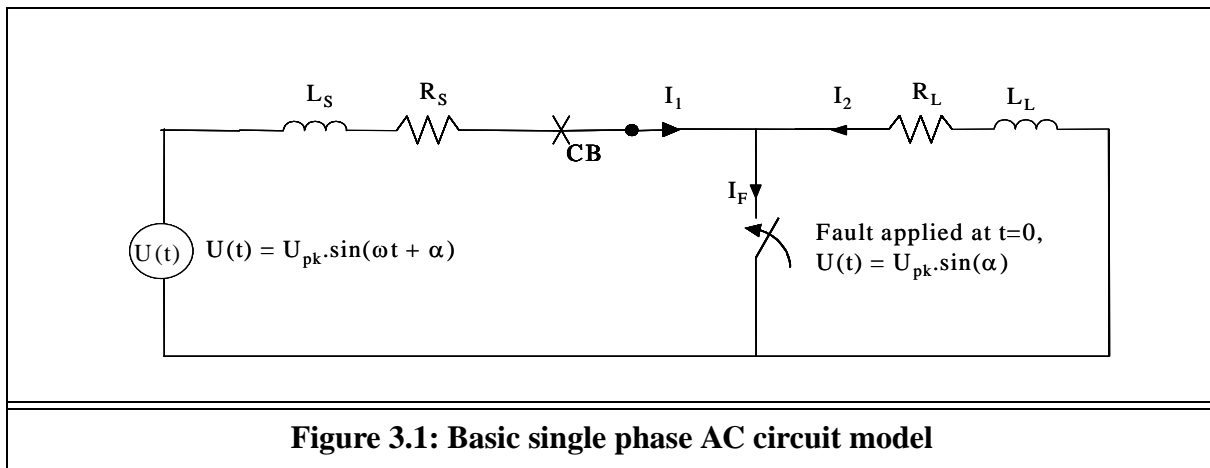 L_S R_S I_1 I_2 R_L L_L
CB
I_F
U(t) U(t) = U_pk.sin(ωt + α)
Fault applied at t=0,
U(t) = U_pk.sin(α)
Figure 3.1: Basic single phase AC circuit model